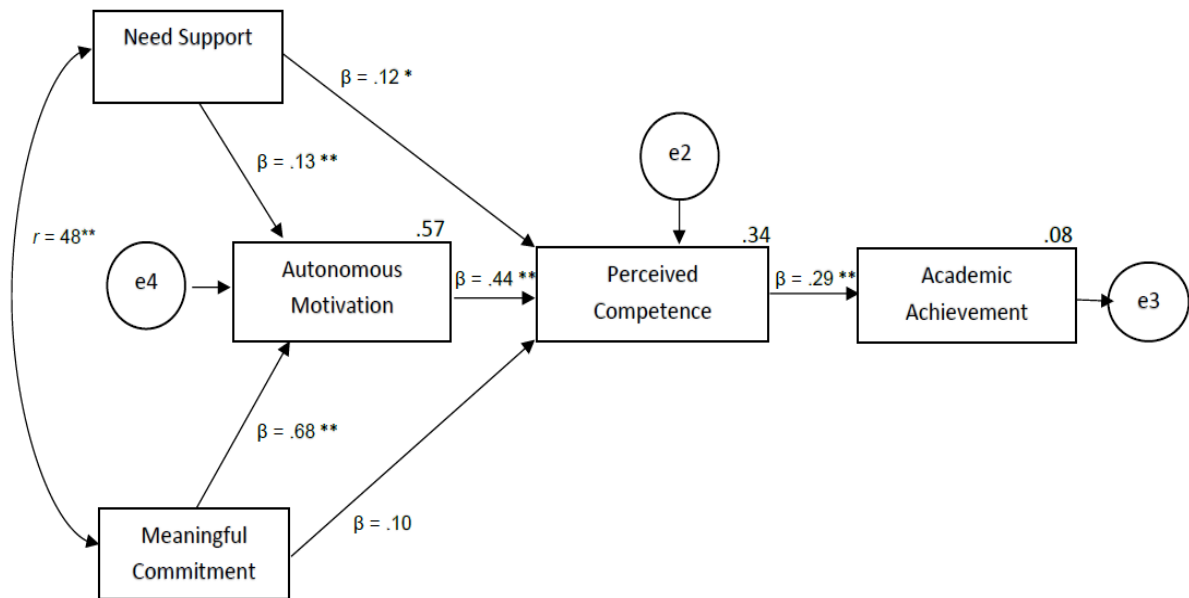 Need Support
β = .12 *
e2
β = .13 **
r = 48**
.57
.34
.08
e4
Autonomous
Motivation
β = .44 **
Perceived
Competence
β = .29 **
Academic
Achievement
e3
β = .68 **
β = .10
Meaningful
Commitment